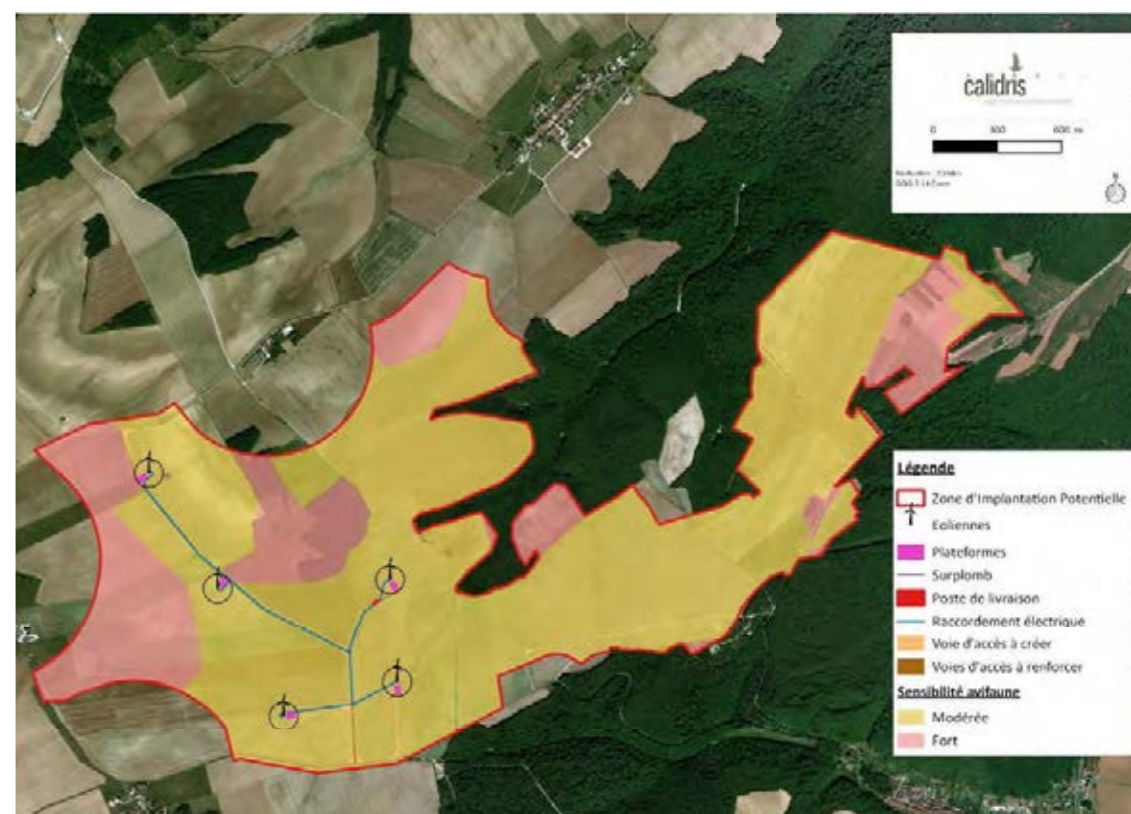 calidris
0 300 600 m
N
Légende
Zone d'Implantation Potentielle
Eoliennes
Plateformes
Surplomb
Poste de livraison
Raccordement électrique
Voie d'accès à créer
Voies d'accès à renforcer
Sensibilité avifaune
Modérée
Fort